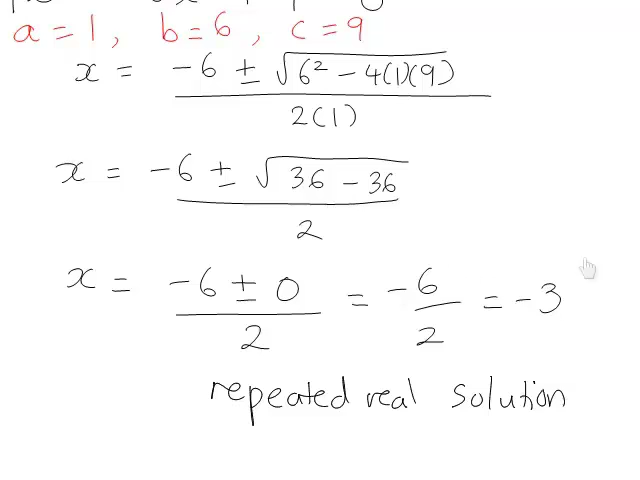 a = 1, b = 6, c = 9
x = -6 ± √6² - 4(1)(9)
2(1)
x = -6 ± √36 - 36
2
x = -6 ± 0 / 2 = -6 / 2 = -3
repeated real solution